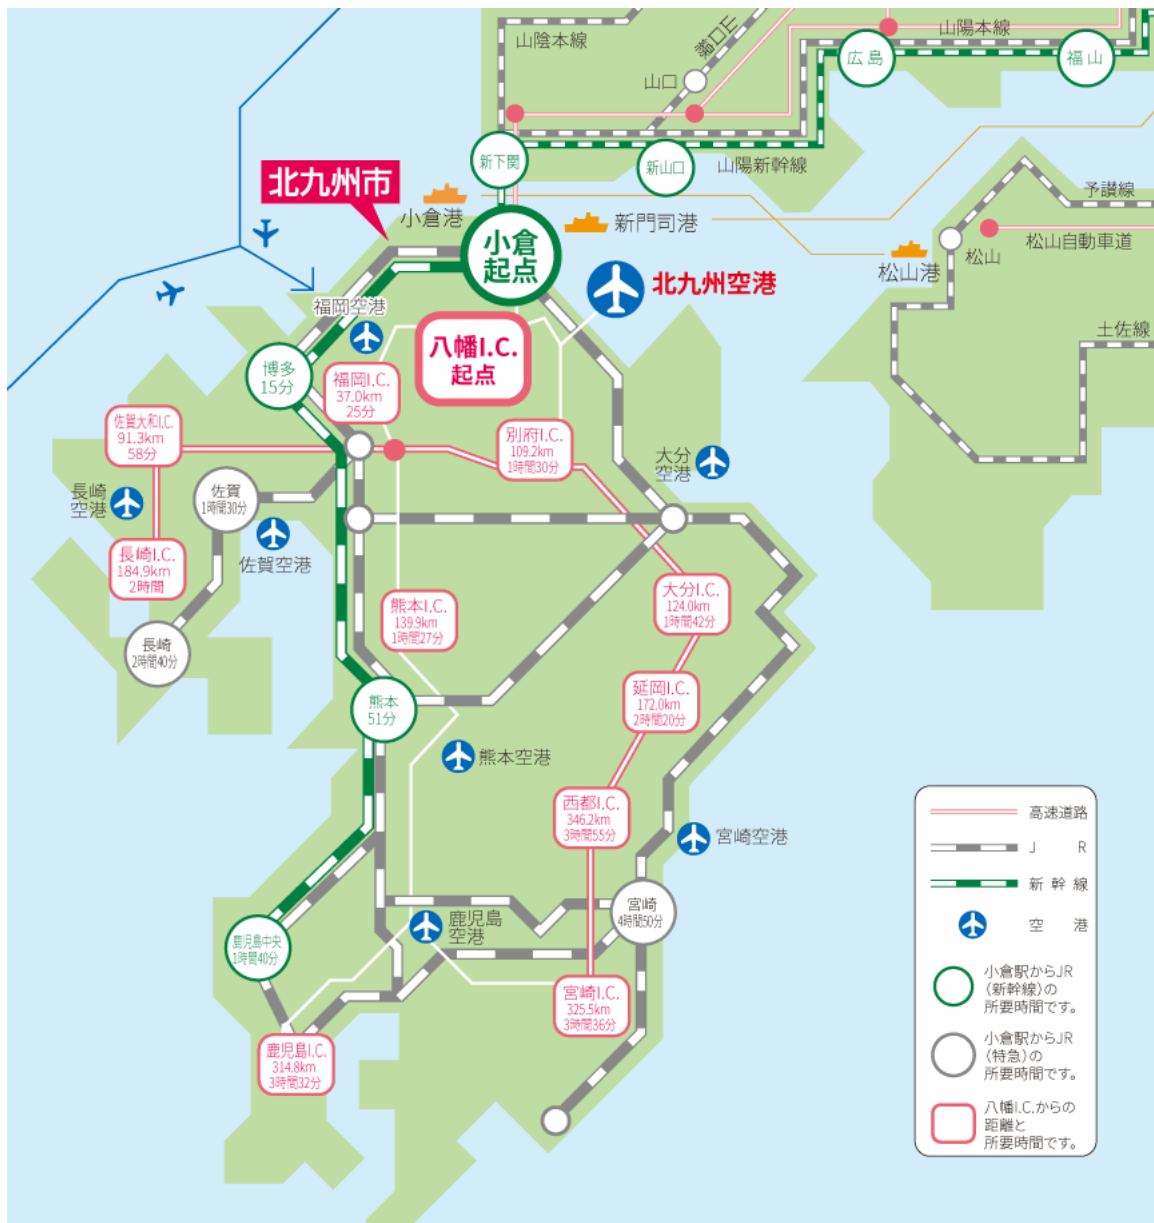 山陰本線
山口
山口線
山陽本線
広島
福山
新下関
新山口
山陽新幹線
北九州市
小倉港
新門司港
小倉
起点
北九州空港
松山港
松山
予讃線
松山自動車道
土佐線
福岡空港
八幡I.C.
起点
博多
15分
福岡I.C.
37.0km
25分
佐賀大和I.C.
91.3km
58分
別府I.C.
109.2km
1時間30分
大分
空港
長崎
空港
佐賀
1時間30分
佐賀空港
長崎I.C.
184.9km
2時間
長崎
2時間40分
熊本I.C.
139.9km
1時間27分
大分I.C.
124.0km
1時間42分
熊本
51分
延岡I.C.
172.0km
2時間20分
熊本空港
西都I.C.
346.2km
3時間55分
宮崎空港
宮崎
4時間50分
鹿児島
空港
鹿児島中央
1時間40分
宮崎I.C.
325.5km
3時間36分
鹿児島I.C.
314.8km
3時間32分
高速道路
J R
新幹線
空港
小倉駅からJR
（新幹線）の
所要時間です。
小倉駅からJR
（特急）の
所要時間です。
八幡I.C.からの
距離と
所要時間です。